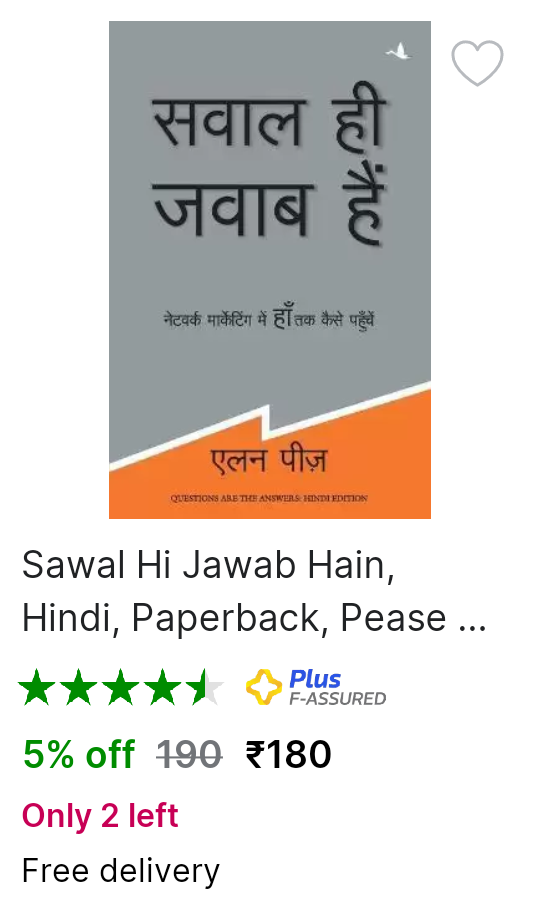 सवाल ही
जवाब हैं
नेटवर्क मार्केटिंग में हाँ तक कैसे पहुँचें
एलन पीज़
QUESTIONS ARE THE ANSWERS: HINDI EDITION
Sawal Hi Jawab Hain,
Hindi, Paperback, Pease ...
Plus
F-ASSURED
5% off 190 ₹180
Only 2 left
Free delivery